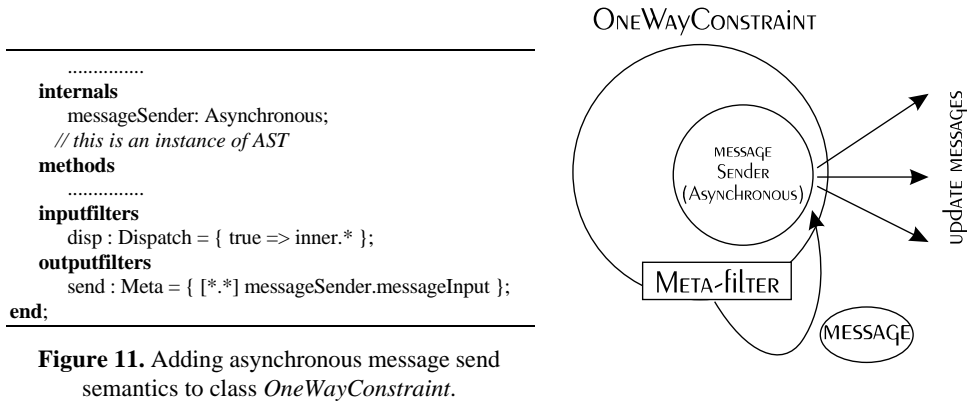 ...............
internals
messageSender: Asynchronous;
// this is an instance of AST
methods
...............
inputfilters
disp : Dispatch = { true => inner.* };
outputfilters
send : Meta = { [*.*] messageSender.messageInput };
end;
Figure 11. Adding asynchronous message send
semantics to class OneWayConstraint.
OneWayConstraint
message
Sender
(Asynchronous)
update messages
Meta-filter
message